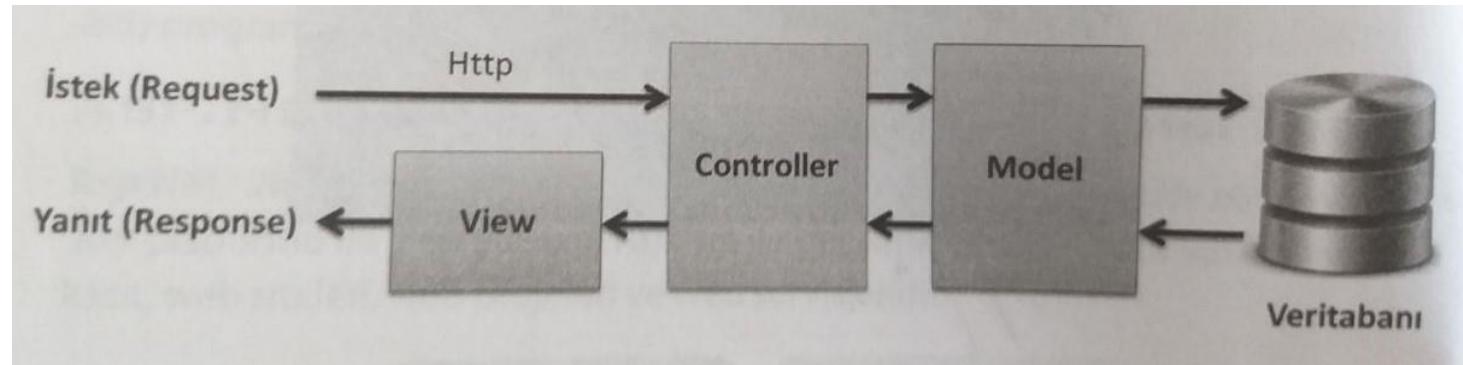 Http
İstek (Request)
Controller
Model
Yanıt (Response)
View
Veritabanı